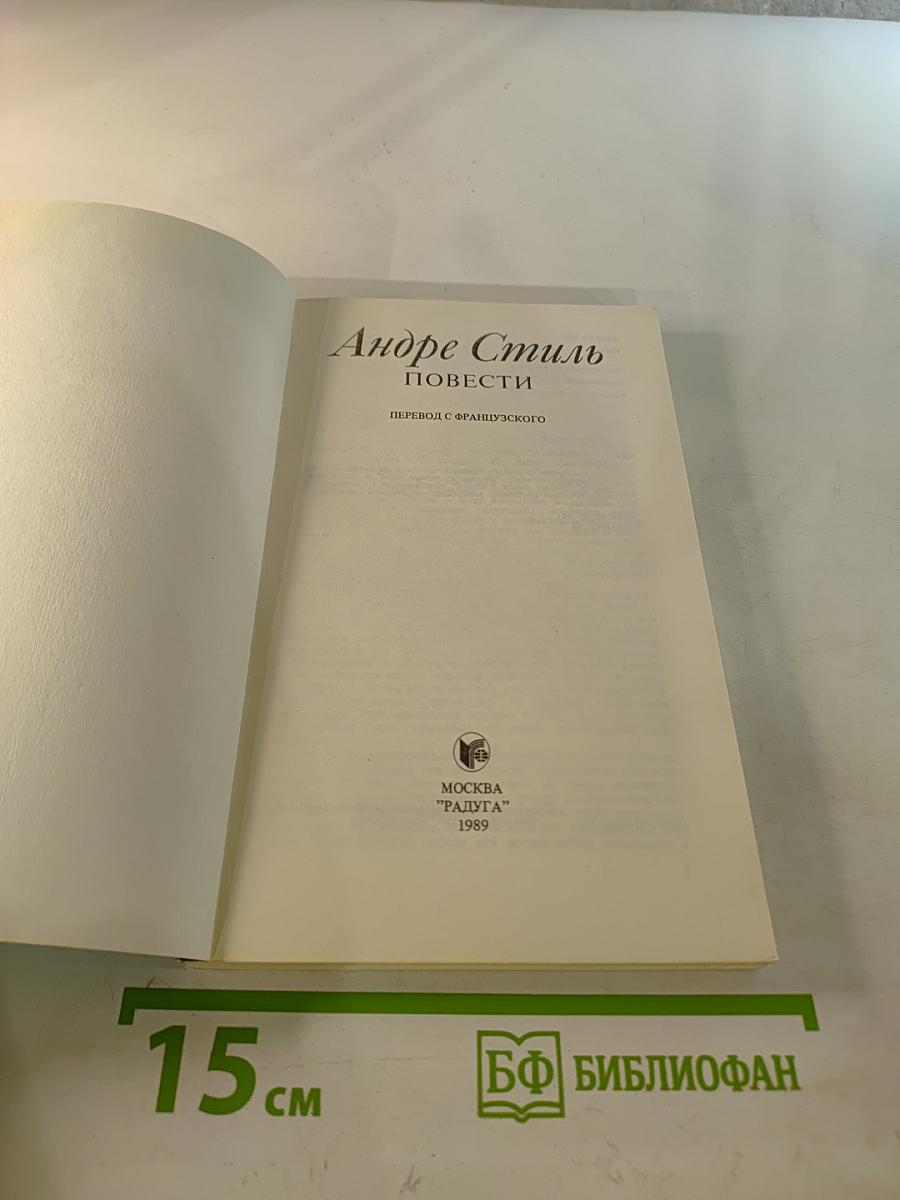 Андре Стиль
ПОВЕСТИ
ПЕРЕВОД С ФРАНЦУЗСКОГО
МОСКВА
"РАДУГА"
1989
15 см
БФ БИБЛИОФАН